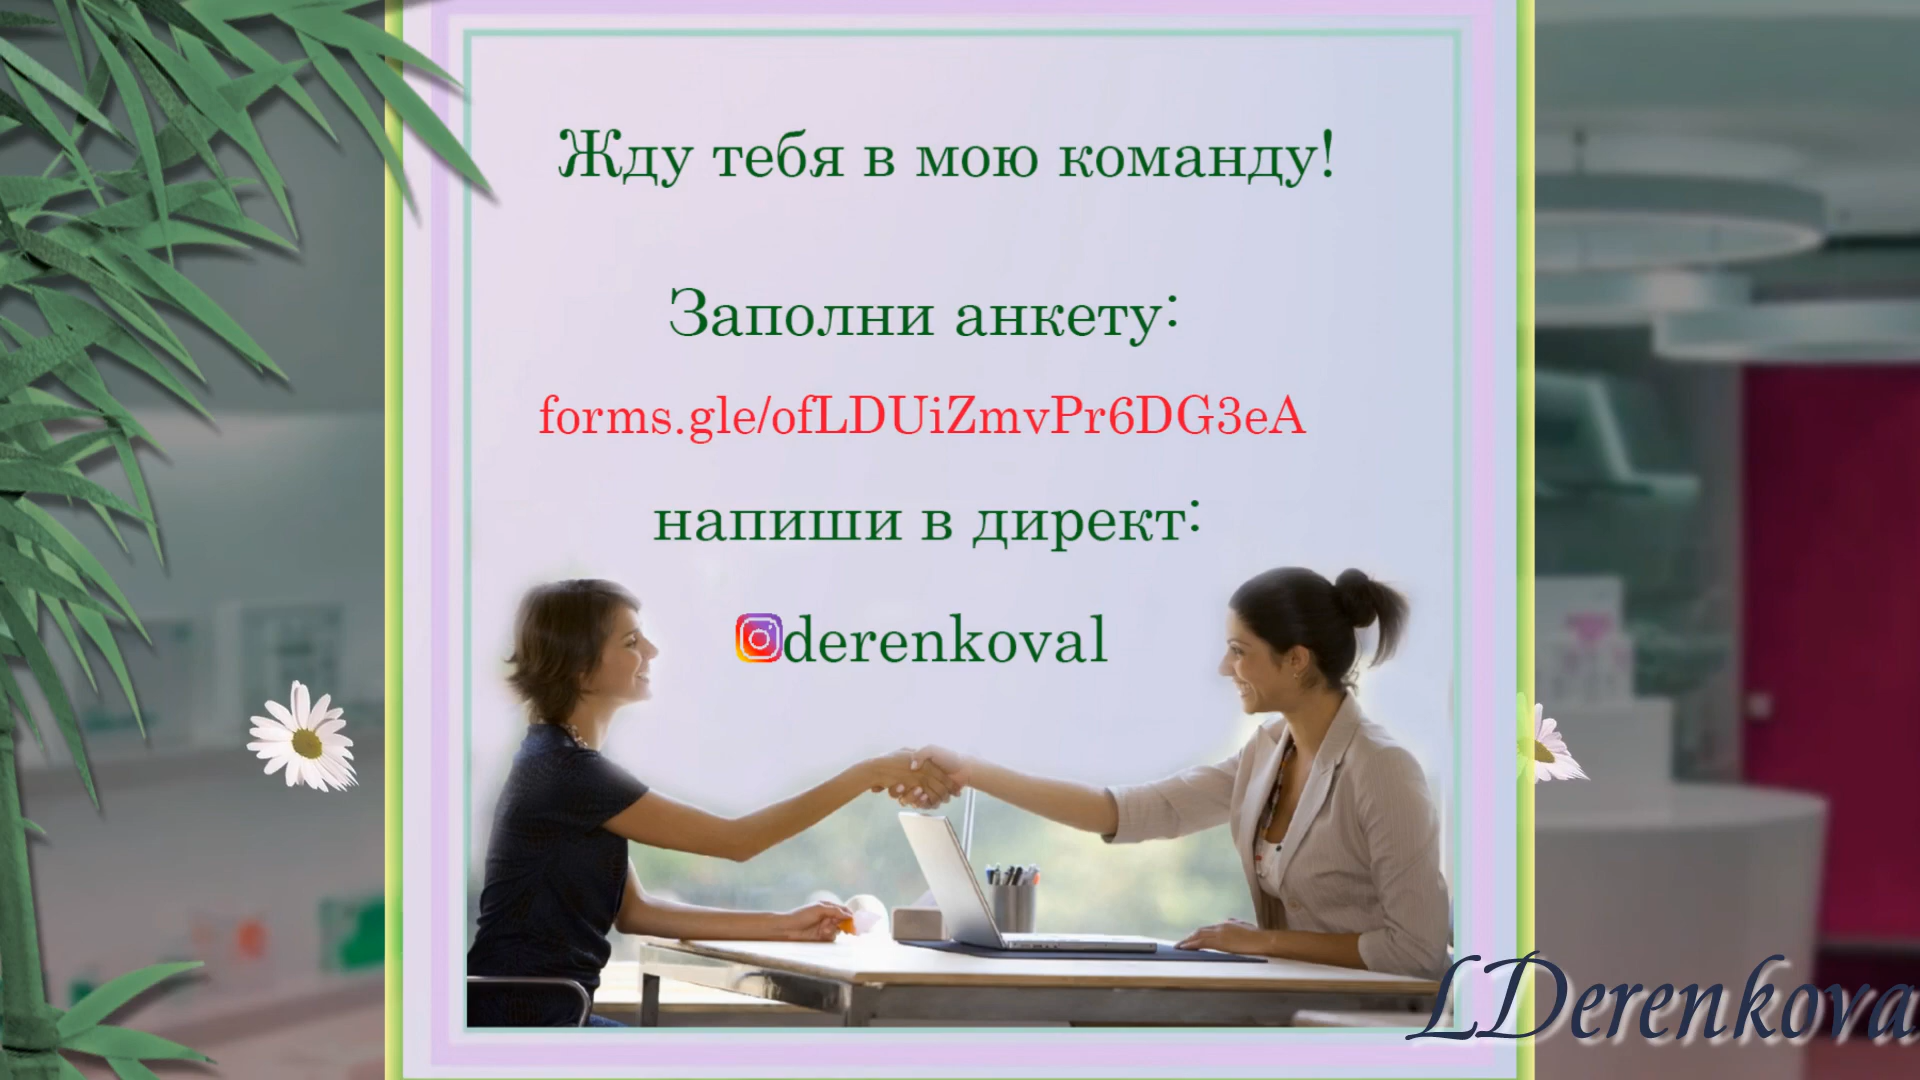 Жду тебя в мою команду!
Заполни анкету:
forms.gle/ofLDUiZmvPr6DG3eA
напиши в директ:
derenkoval
LDerenkova